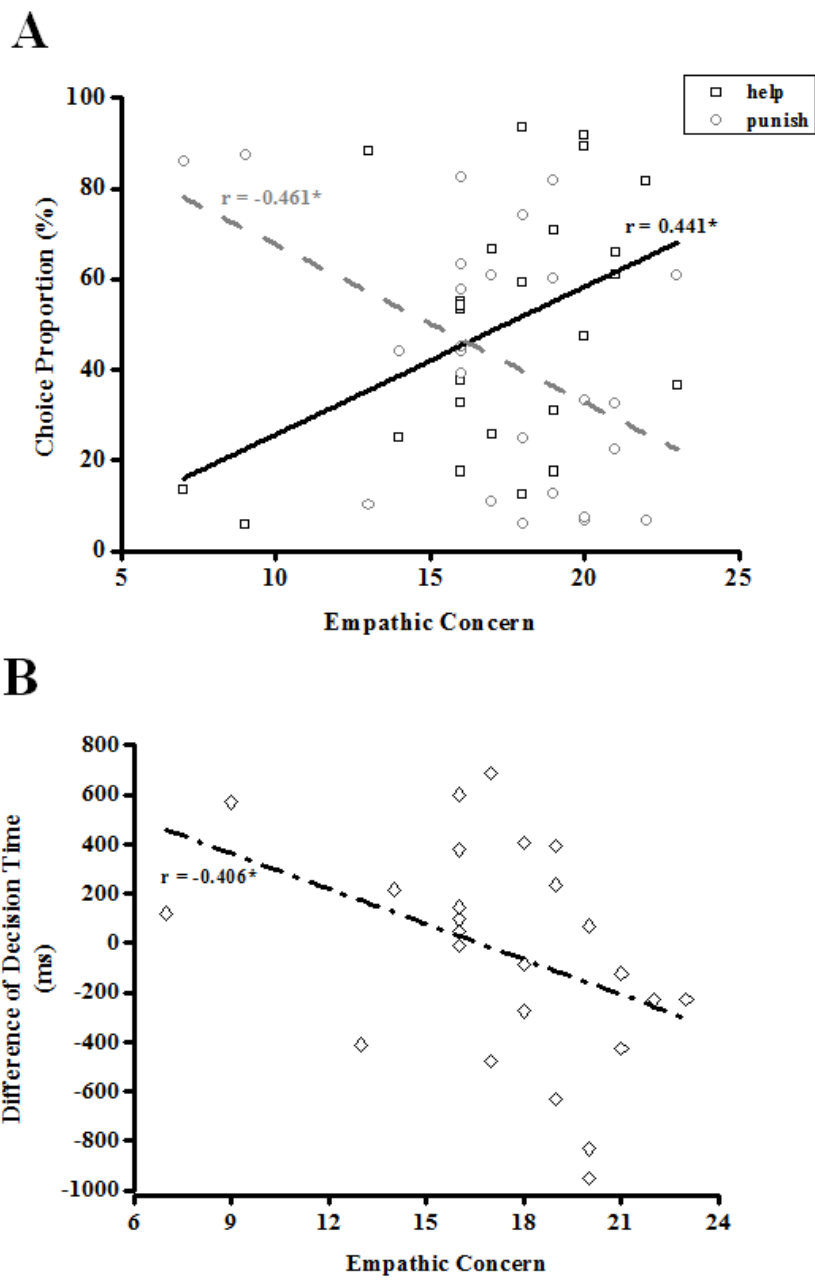 A
help
punish
100
80
60
40
20
0
Choice Proportion (%)
r = -0.461*
r = 0.441*
5
10
15
20
25
Empathic Concern
B
800
600
400
200
0
-200
-400
-600
-800
-1000
Difference of Decision Time
(ms)
r = -0.406*
6
9
12
15
18
21
24
Empathic Concern